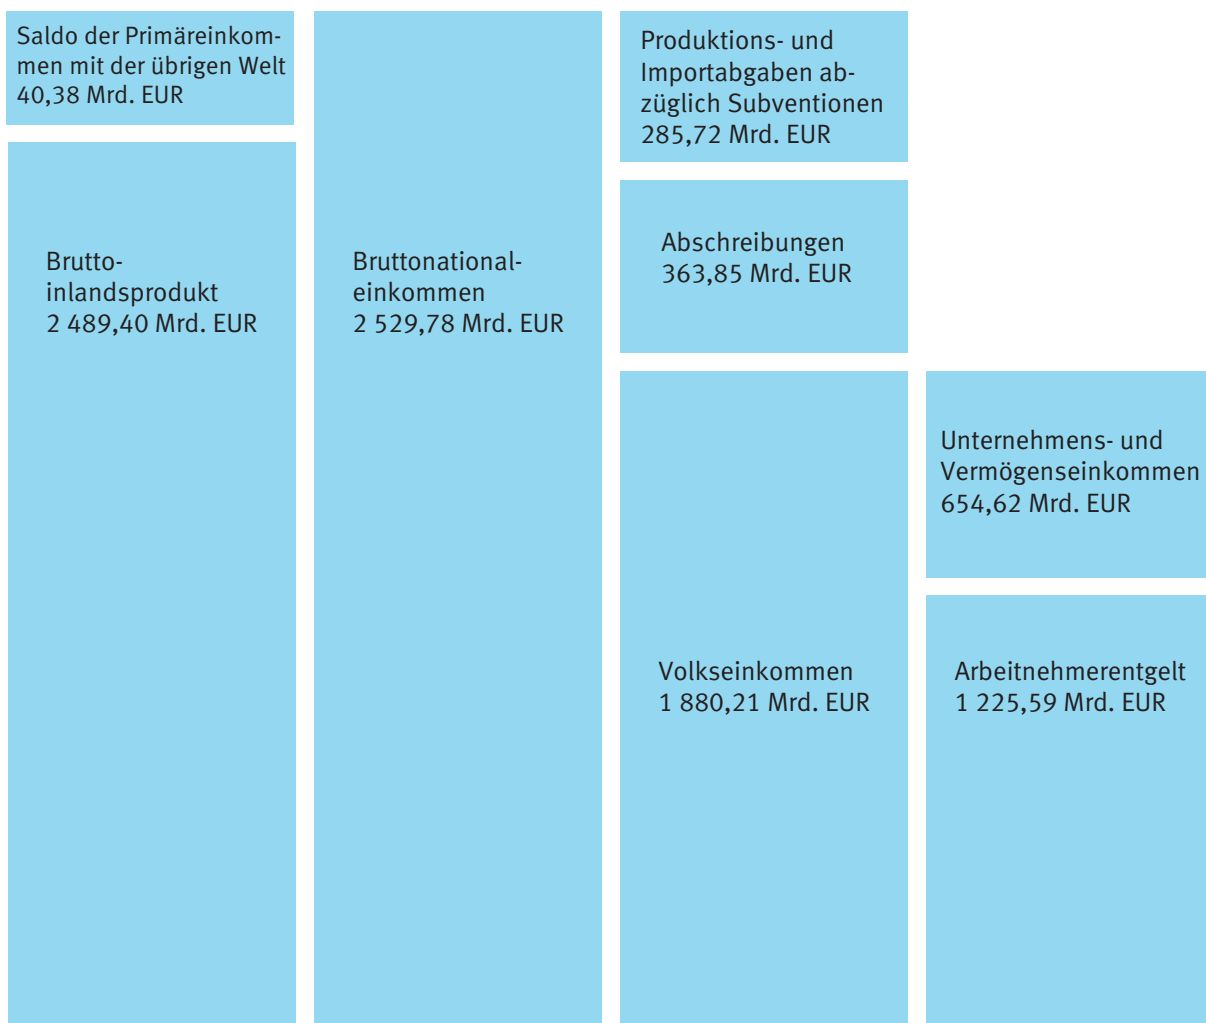 Saldo der Primäreinkom-
men mit der übrigen Welt
40,38 Mrd. EUR
Brutto-
inlandsprodukt
2 489,40 Mrd. EUR
Bruttonational-
einkommen
2 529,78 Mrd. EUR
Produktions- und
Importabgaben ab-
züglich Subventionen
285,72 Mrd. EUR
Abschreibungen
363,85 Mrd. EUR
Volkseinkommen
1 880,21 Mrd. EUR
Unternehmens- und
Vermögenseinkommen
654,62 Mrd. EUR
Arbeitnehmerentgelt
1 225,59 Mrd. EUR